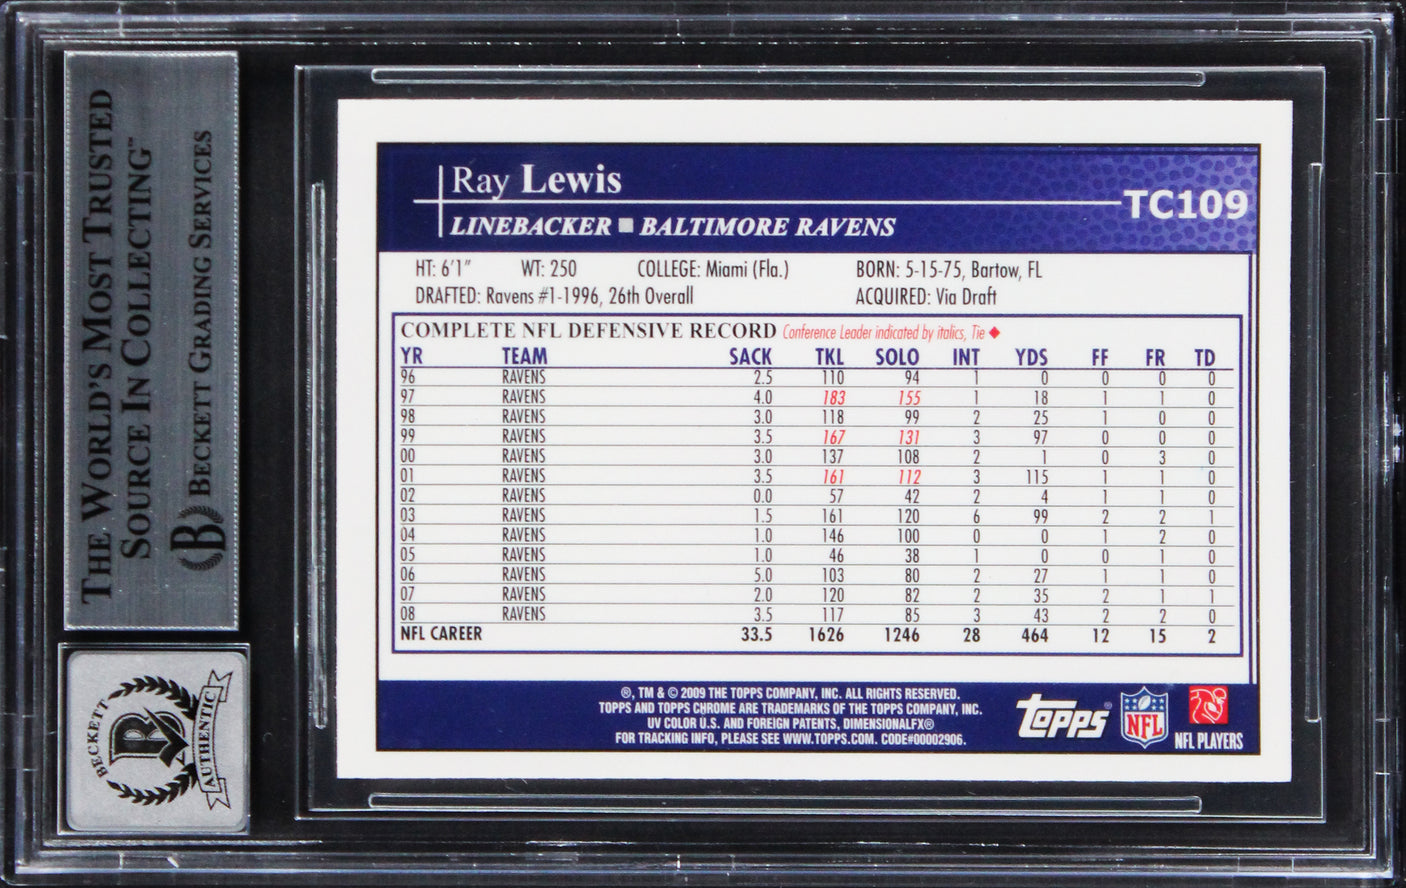 THE WORLD'S MOST TRUSTED
SOURCE IN COLLECTING™
BECKETT GRADING SERVICES
B
BECKETT
B
AUTHENTIC
Ray Lewis
TC109
LINEBACKER ■ BALTIMORE RAVENS
HT: 6'1" WT: 250 COLLEGE: Miami (Fla.) BORN: 5-15-75, Bartow, FL
DRAFTED: Ravens #1-1996, 26th Overall ACQUIRED: Via Draft
COMPLETE NFL DEFENSIVE RECORD Conference Leader indicated by italics, Tie ◆
YR TEAM SACK TKL SOLO INT YDS FF FR TD
96 RAVENS 2.5 110 94 1 0 0 0 0
97 RAVENS 4.0 183 155 1 18 1 1 0
98 RAVENS 3.0 118 99 2 25 1 0 0
99 RAVENS 3.5 167 131 3 97 0 0 0
00 RAVENS 3.0 137 108 2 1 0 3 0
01 RAVENS 3.5 161 112 3 115 1 1 0
02 RAVENS 0.0 57 42 2 4 1 1 0
03 RAVENS 1.5 161 120 6 99 2 2 1
04 RAVENS 1.0 146 100 0 0 1 2 0
05 RAVENS 1.0 46 38 1 0 0 1 0
06 RAVENS 5.0 103 80 2 27 1 1 0
07 RAVENS 2.0 120 82 2 35 2 1 1
08 RAVENS 3.5 117 85 3 43 2 2 0
NFL CAREER 33.5 1626 1246 28 464 12 15 2
®, TM & © 2009 THE TOPPS COMPANY, INC. ALL RIGHTS RESERVED.
TOPPS AND TOPPS CHROME ARE TRADEMARKS OF THE TOPPS COMPANY, INC.
UV COLOR U.S. AND FOREIGN PATENTS, DIMENSIONALFX®
FOR TRACKING INFO, PLEASE SEE WWW.TOPPS.COM. CODE#00002906.
topps®
NFL
NFL PLAYERS